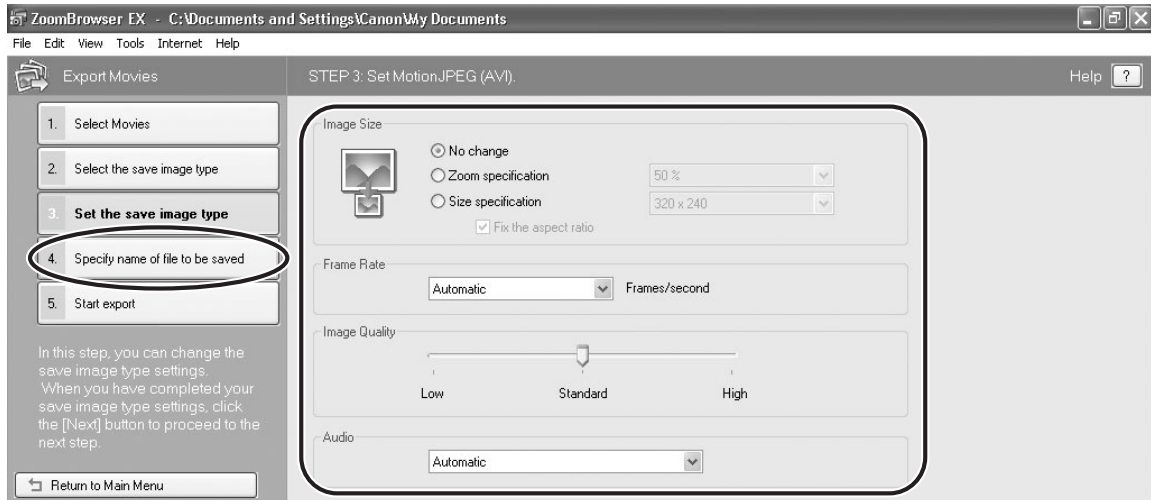 ZoomBrowser EX - C:\Documents and Settings\Canon\My Documents
File Edit View Tools Internet Help
Export Movies
STEP 3: Set MotionJPEG (AVI).
Help ?
1. Select Movies
2. Select the save image type
3. Set the save image type
4. Specify name of file to be saved
5. Start export
In this step, you can change the
save image type settings.
When you have completed your
save image type settings, click
the [Next] button to proceed to the
next step.
Return to Main Menu
Image Size
No change
Zoom specification 50 %
Size specification 320 x 240
Fix the aspect ratio
Frame Rate
Automatic Frames/second
Image Quality
Low Standard High
Audio
Automatic